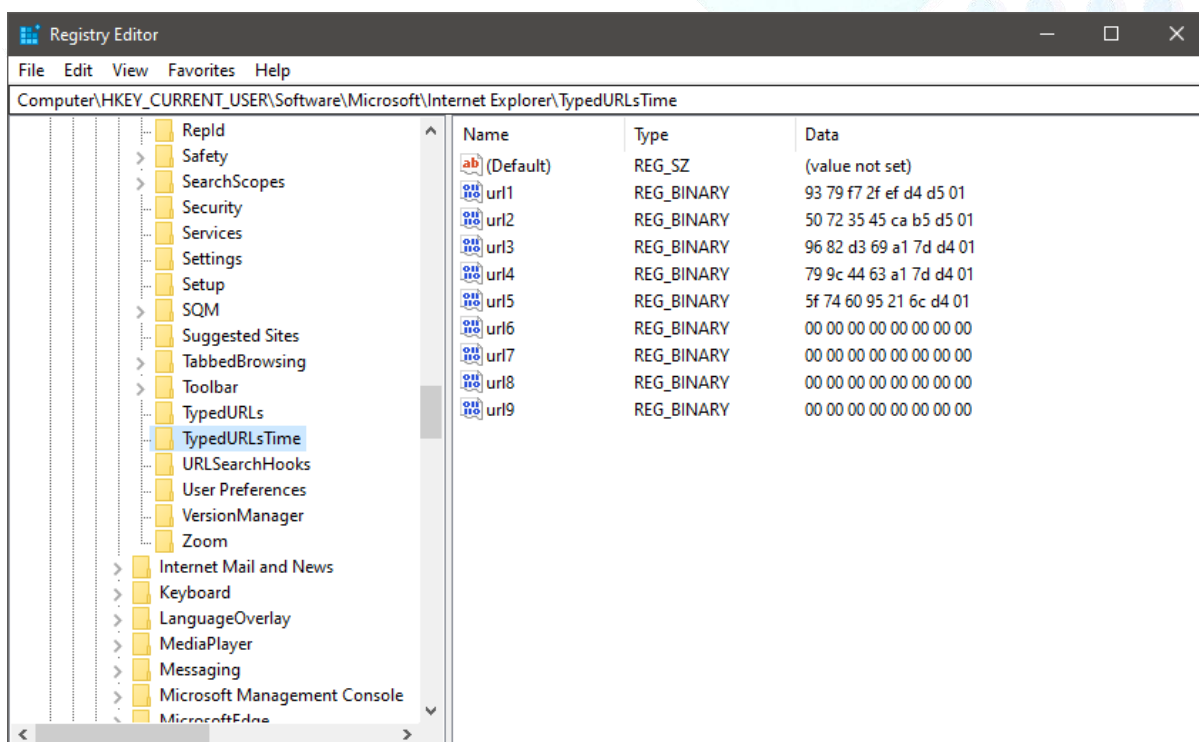 Registry Editor
File Edit View Favorites Help
Computer\HKEY_CURRENT_USER\Software\Microsoft\Internet Explorer\TypedURLsTime
RepId
Safety
SearchScopes
Security
Services
Settings
Setup
SQM
Suggested Sites
TabbedBrowsing
Toolbar
TypedURLs
TypedURLsTime
URLSearchHooks
User Preferences
VersionManager
Zoom
Internet Mail and News
Keyboard
LanguageOverlay
MediaPlayer
Messaging
Microsoft Management Console
MicrosoftEdge
Name Type Data
(Default) REG_SZ (value not set)
url1 REG_BINARY 93 79 f7 2f ef d4 d5 01
url2 REG_BINARY 50 72 35 45 ca b5 d5 01
url3 REG_BINARY 96 82 d3 69 a1 7d d4 01
url4 REG_BINARY 79 9c 44 63 a1 7d d4 01
url5 REG_BINARY 5f 74 60 95 21 6c d4 01
url6 REG_BINARY 00 00 00 00 00 00 00 00
url7 REG_BINARY 00 00 00 00 00 00 00 00
url8 REG_BINARY 00 00 00 00 00 00 00 00
url9 REG_BINARY 00 00 00 00 00 00 00 00